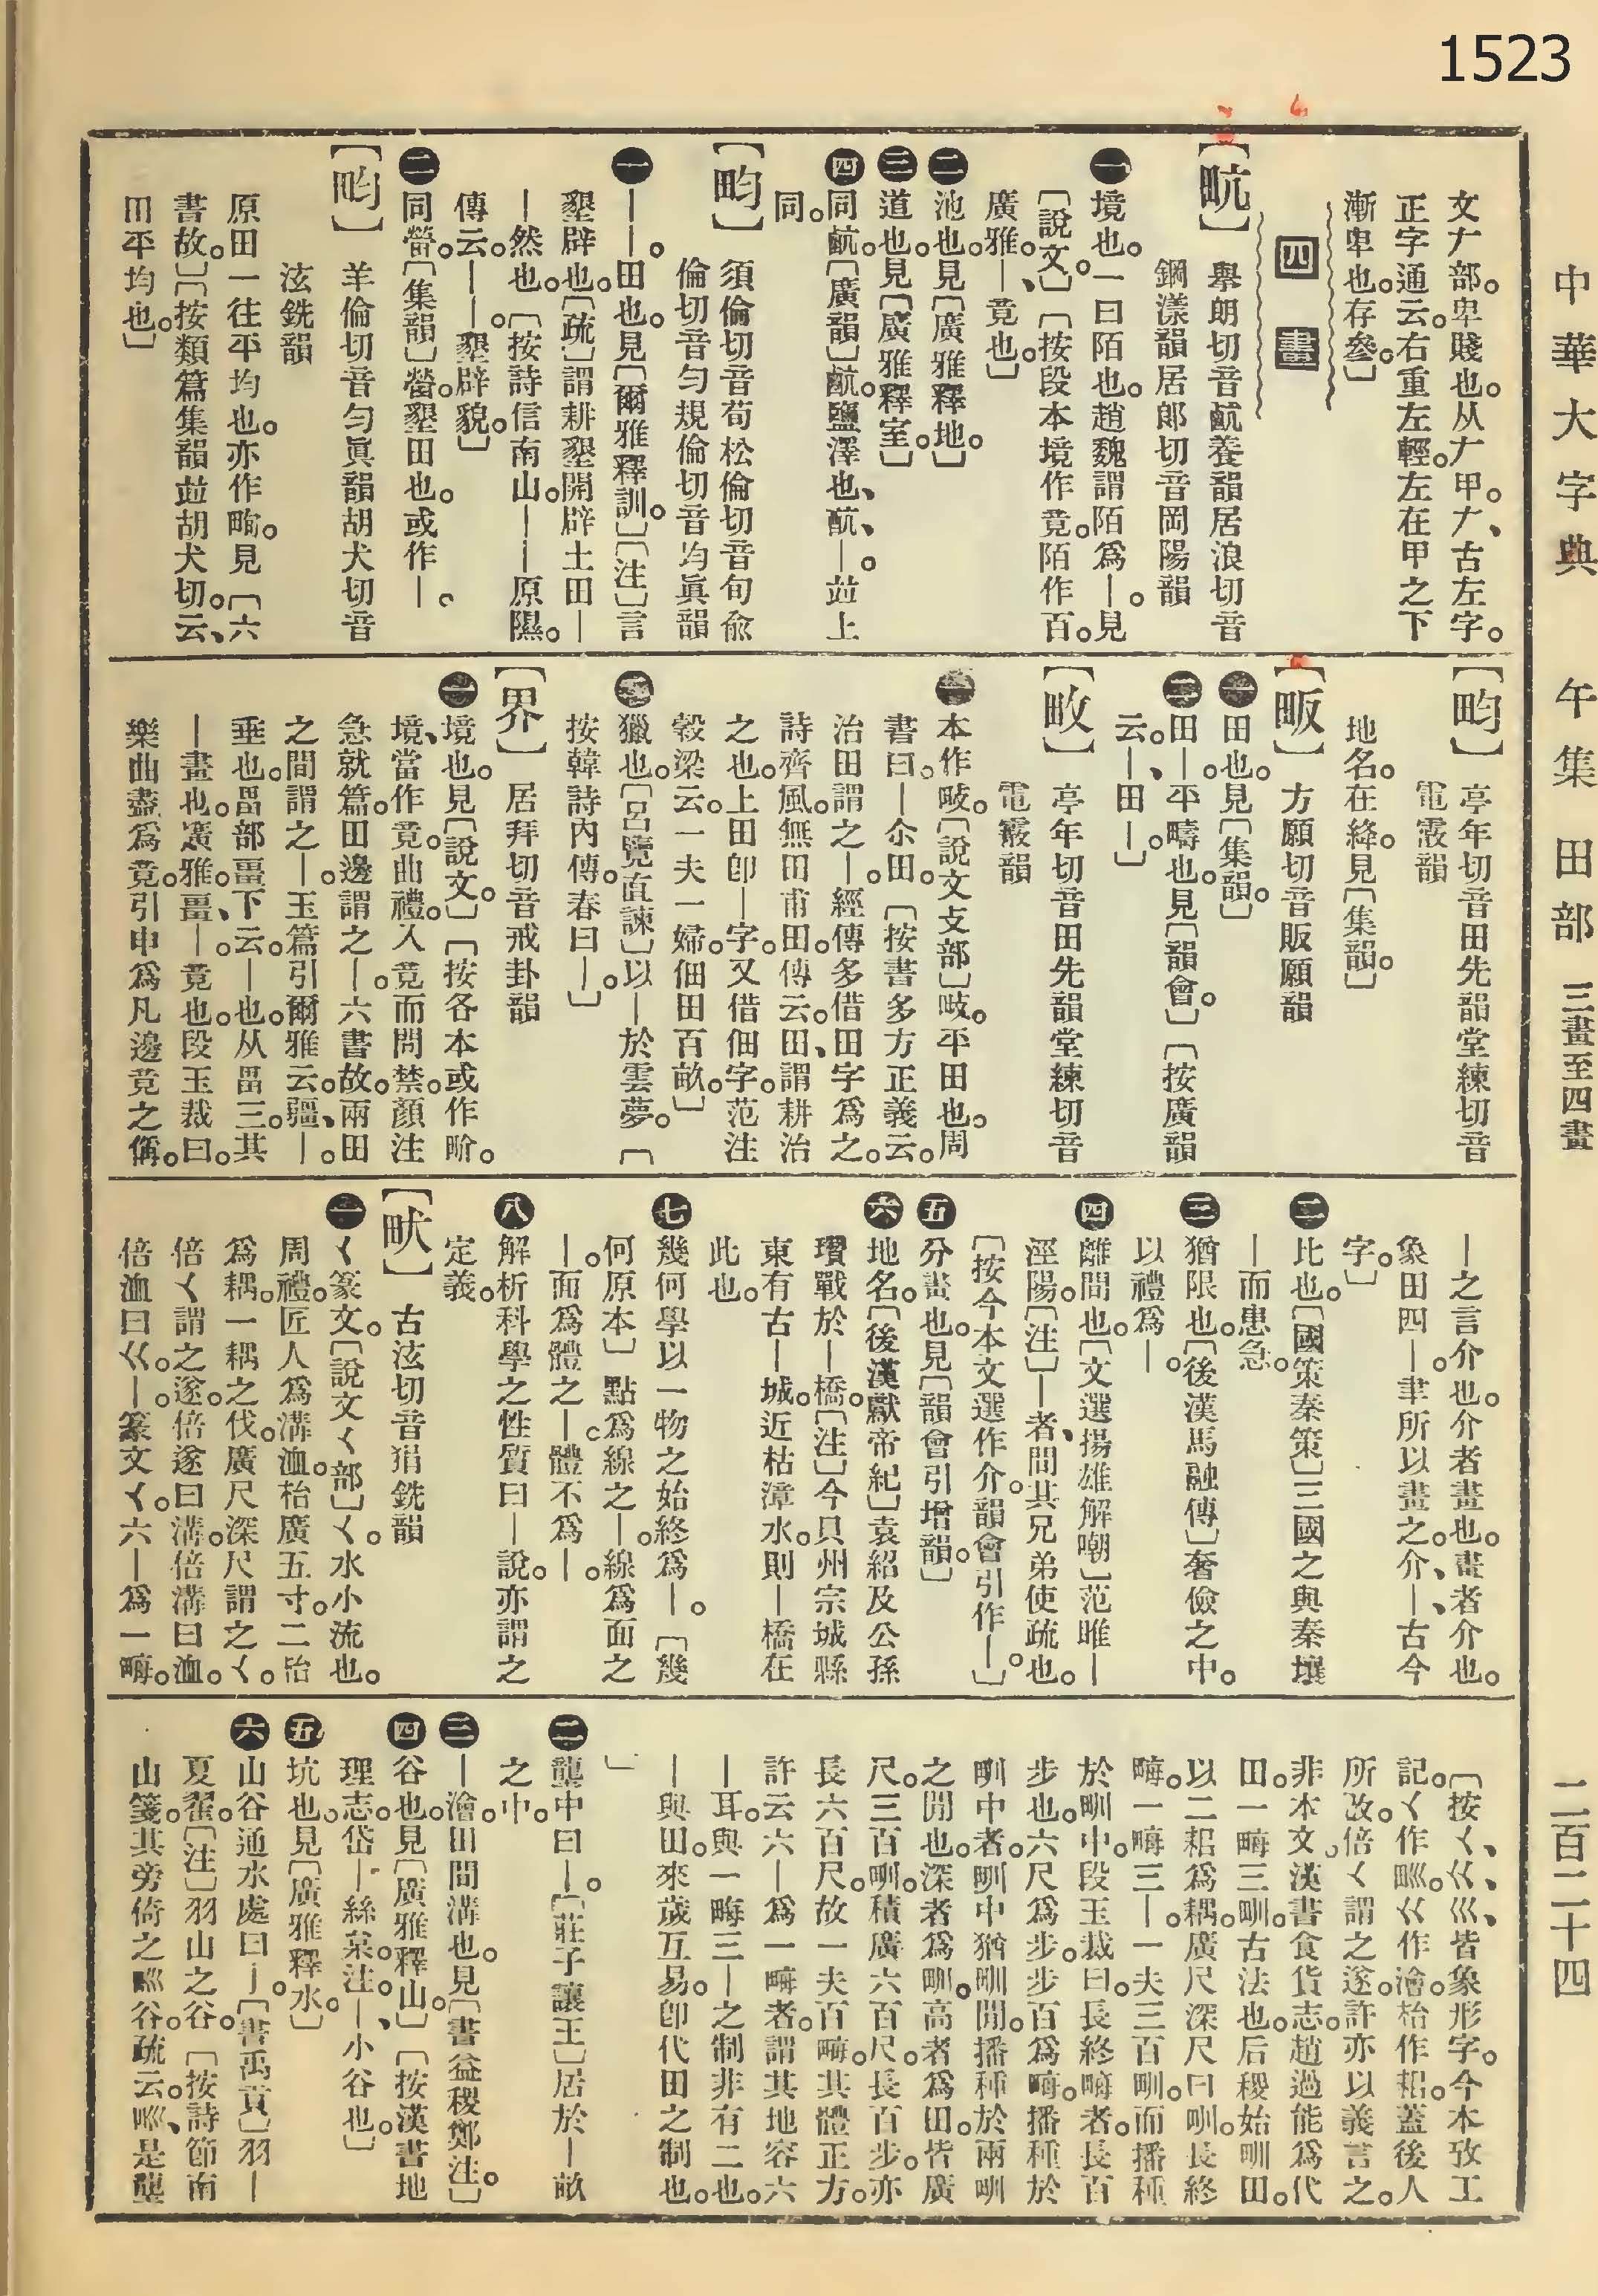 1523
中華大字典　午集　田部　三畫至四畫　二百二十四
文𠂇部。卑賤也。从𠂇甲。𠂇、古左字。
正字通云。右重左輕。左在甲之下
漸卑也。存參。〕
四畫
【畂】舉朗切音䴚養韻居浪切音
鋼漾韻居郎切音岡陽韻
㊀境也。一曰陌也。趙魏謂陌爲—。見
〔說文。〕〔按段本境作竟。陌作百。
廣雅。—、竟也。〕
㊁池也。見〔廣雅釋地。〕
㊂道也。見〔廣雅釋室。〕
㊃同䴚。〔廣韻〕䴚。鹽澤也、䴚、—。竝上
同。
【畇】須倫切音荀松倫切音旬俞
倫切音勻規倫切音均眞韻
㊀——。田也。見〔爾雅釋訓。〕〔注〕言
墾辟也。〔疏〕謂耕墾開辟土田—
—然也。〔按詩信南山。——原隰。
傳云。——。墾辟貌。〕
㊁同㽦。〔集韻〕㽦。墾田也。或作—。
【畇】羊倫切音勻眞韻胡犬切音
泫銑韻
原田一往平均也。亦作畒。見〔六
書故。〕〔按類篇集韻竝胡犬切。云、
田平均也。〕
【畇】亭年切音田先韻堂練切音
電霰韻
地名。在絳。見〔集韻。〕
【畈】方願切音販願韻
㊀田也。見〔集韻。〕
㊁田—。平疇也。見〔韻會。〕〔按廣韻
云。—、田—。〕
【畋】亭年切音田先韻堂練切音
電霰韻
㊀本作畋。〔說文攴部〕畋。平田也。周
書曰。—尒田。〔按書多方正義云。
治田謂之—。經傳多借田字爲之。
詩齊風。無田甫田。傳云。田、謂耕治
之也。上田卽—字。又借佃字。范注
穀梁云。一夫一婦。佃田百畝。〕
㊁獵也。〔呂覽直諫〕以—於雲夢。〔
按韓詩內傳。春曰—。〕
【界】居拜切音戒卦韻
㊀境也。見〔說文。〕〔按各本或作畍。
境、當作竟。曲禮。入竟而問禁。顏注
急就篇。田邊謂之—。六書故。兩田
之間謂之—。玉篇引爾雅云。疆、—。
垂也。畕部畺下云。—也。从畕。三其
—畫也。廣雅。畺、—。竟也。段玉裁曰。
樂曲盡爲竟。引申爲凡邊竟之偁。
—之言介也。介者畫也。畫者介也。
象田四—。聿所以畫之。介、—、古今
字。〕
㊁比也。〔國策秦策〕三國之與秦壤
—而患急。
㊂猶限也。〔後漢馬融傳〕奢儉之中。
以禮爲—。
㊃離間也。〔文選揚雄解嘲〕范雎—
涇陽。〔注〕—者、間其兄弟使疏也。
〔按今本文選作介。韻會引作—。〕
㊄分畫也。見〔韻會引增韻。〕
㊅地名。〔後漢獻帝紀〕袁紹及公孫
瓚戰於—橋。〔注〕今貝州宗城縣
東有古—城。近枯漳水。則—橋在
此也。
㊆幾何學以一物之始終爲—。〔幾
何原本〕點爲線之—。線爲面之
—。面爲體之—。體不爲—。
㊇解析科學之性質曰—說。亦謂之
定義。
【畎】古泫切音狷銑韻
㊀𡿨篆文。〔說文𡿨部〕𡿨。水小流也。
周禮。匠人爲溝洫。枱廣五寸。二枱
爲耦。一耦之伐。廣尺深尺謂之𡿨。
倍𡿨謂之遂。倍遂曰溝。倍溝曰洫。
倍洫曰巜。—。篆文𡿨。六—爲一畮。
〔按𡿨、巜、巛、皆象形字。今本攷工
記。𡿨作甽。巜作澮。枱作耜。蓋後人
所改。倍𡿨謂之遂。許亦以義言之。
非本文。漢書食貨志。趙過能爲代
田。一畮三甽。古法也。后稷始甽田。
以二耜爲耦。廣尺深尺曰甽。長終
畮。一畮三—。一夫三百甽。而播種
於甽中。段玉裁曰。長終畮者。長百
步也。六尺爲步。步百爲畮。播種於
甽中者。甽中猶甽間。播種於兩甽
之閒也。深者爲甽。高者爲田。皆廣
尺。三百甽。積廣六百尺。長百步。亦
長六百尺。故一夫百畮。其體正方。
許云六—爲一畮者。謂其地容六
—耳。與一畮三—之制非有二也。
—與田。來歲互易。卽代田之制也。
〕
㊁壟中曰—。〔莊子讓王〕居於—畝
之中。
㊂—澮。田間溝也。見〔書益稷鄭注。〕
㊃谷也。見〔廣雅釋山。〕〔按漢書地
理志。岱—絲枲。注。—、小谷也。〕
㊄坑也。見〔廣雅釋水。〕
㊅山谷通水處曰—。〔書禹貢〕羽—
夏翟。〔注〕羽山之谷。〔按詩節南
山箋。其旁倚之甽谷。疏云。甽、是壟